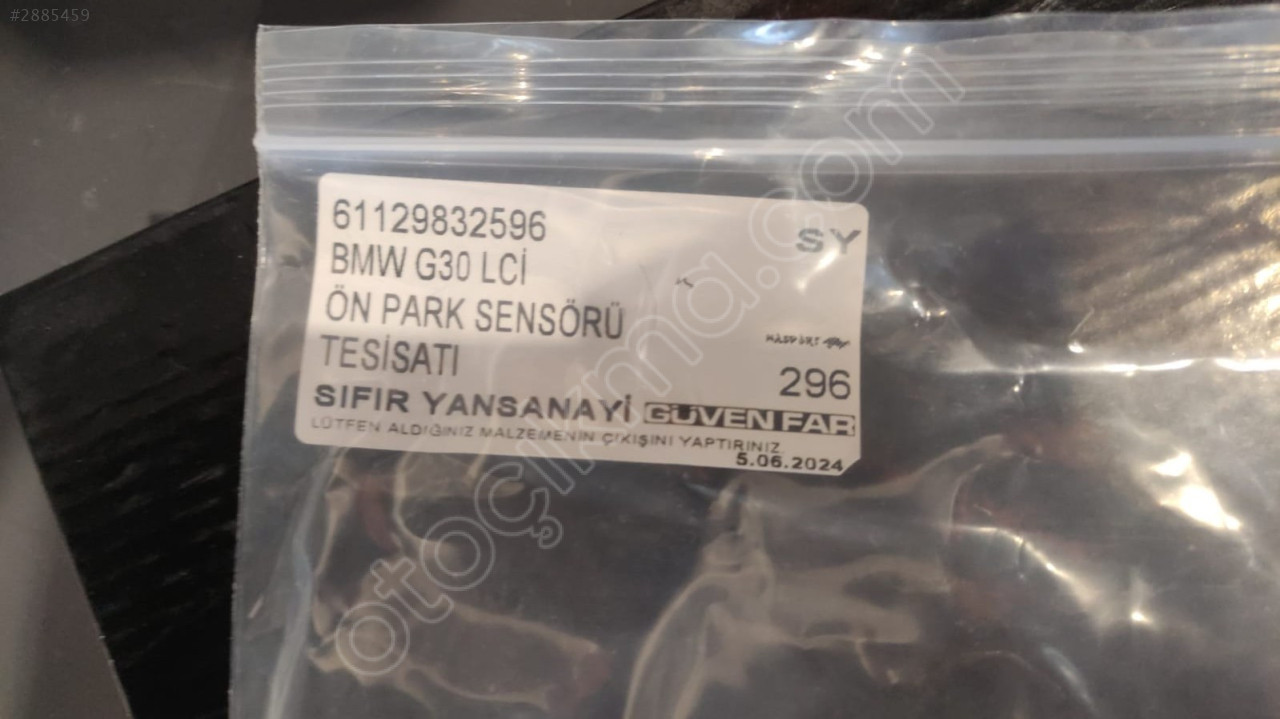 #2885459
61129832596
SY
BMW G30 LCİ
ÖN PARK SENSÖRÜ
TESİSATI
296
SIFIR YANSANAYİ GÜVEN FAR
LÜTFEN ALDIĞINIZ MALZEMENİN ÇIKIŞINI YAPTIRINIZ.
5.06.2024
otoçıkma.com